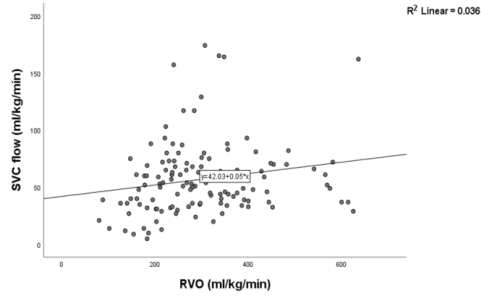 R2 Linear = 0.036
200
150
100
50
0
SVC flow (ml/kg/min)
y=42.03+0.05*x
0
200
400
600
RVO (ml/kg/min)